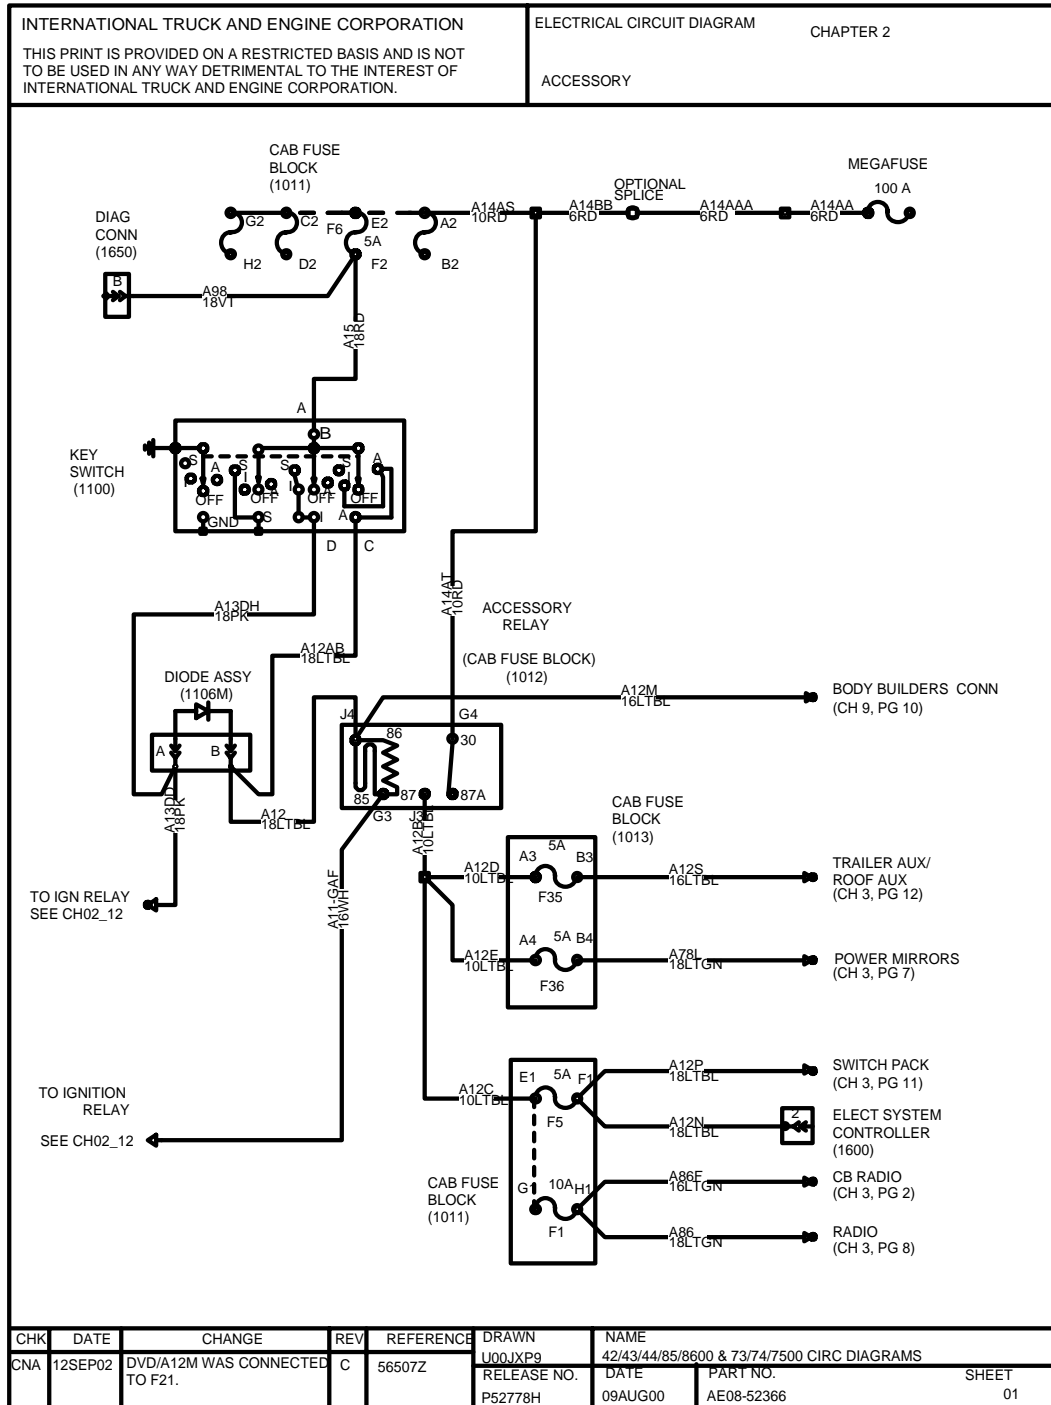 INTERNATIONAL TRUCK AND ENGINE CORPORATION
THIS PRINT IS PROVIDED ON A RESTRICTED BASIS AND IS NOT
TO BE USED IN ANY WAY DETRIMENTAL TO THE INTEREST OF
INTERNATIONAL TRUCK AND ENGINE CORPORATION.
ELECTRICAL CIRCUIT DIAGRAM
CHAPTER 2
ACCESSORY
CAB FUSE
BLOCK
(1011)
MEGAFUSE
100 A
OPTIONAL
SPLICE
A14AS
10RD
A14BB
6RD
A14AAA
6RD
A14AA
6RD
DIAG
CONN
(1650)
G2
C2
F6
E2
5A
A2
H2
D2
F2
B2
B
A98
18VT
A15
18RD
A
KEY
SWITCH
(1100)
B
S
I
A
OFF
S
I
A
OFF
S
I
A
OFF
S
I
A
OFF
GND
S
I
A
D
C
A13DH
18PK
A12AB
18LTBL
A14AT
10RD
ACCESSORY
RELAY
(CAB FUSE BLOCK)
(1012)
DIODE ASSY
(1106M)
A
B
A12M
16LTBL
BODY BUILDERS CONN
(CH 9, PG 10)
J4
G4
86
30
85
87
87A
G3
J3
A12
18LTBL
A13DD
18PK
A12B
10LTBL
A11-GAF
16WH
CAB FUSE
BLOCK
(1013)
A12D
10LTBL
A3
5A
B3
F35
A12S
16LTBL
TRAILER AUX/
ROOF AUX
(CH 3, PG 12)
TO IGN RELAY
SEE CH02_12
A12E
10LTBL
A4
5A
B4
F36
A78L
18LTGN
POWER MIRRORS
(CH 3, PG 7)
TO IGNITION
RELAY
SEE CH02_12
A12C
10LTBL
E1
5A
F1
F5
A12P
18LTBL
SWITCH PACK
(CH 3, PG 11)
A12N
18LTBL
2
ELECT SYSTEM
CONTROLLER
(1600)
CAB FUSE
BLOCK
(1011)
G1
10A
H1
F1
A86F
16LTGN
CB RADIO
(CH 3, PG 2)
A86
18LTGN
RADIO
(CH 3, PG 8)
CHK
DATE
CHANGE
REV
REFERENCE
CNA
12SEP02
DVD/A12M WAS CONNECTED
TO F21.
C
56507Z
DRAWN
U00JXP9
NAME
42/43/44/85/8600 & 73/74/7500 CIRC DIAGRAMS
RELEASE NO.
P52778H
DATE
09AUG00
PART NO.
AE08-52366
SHEET
01